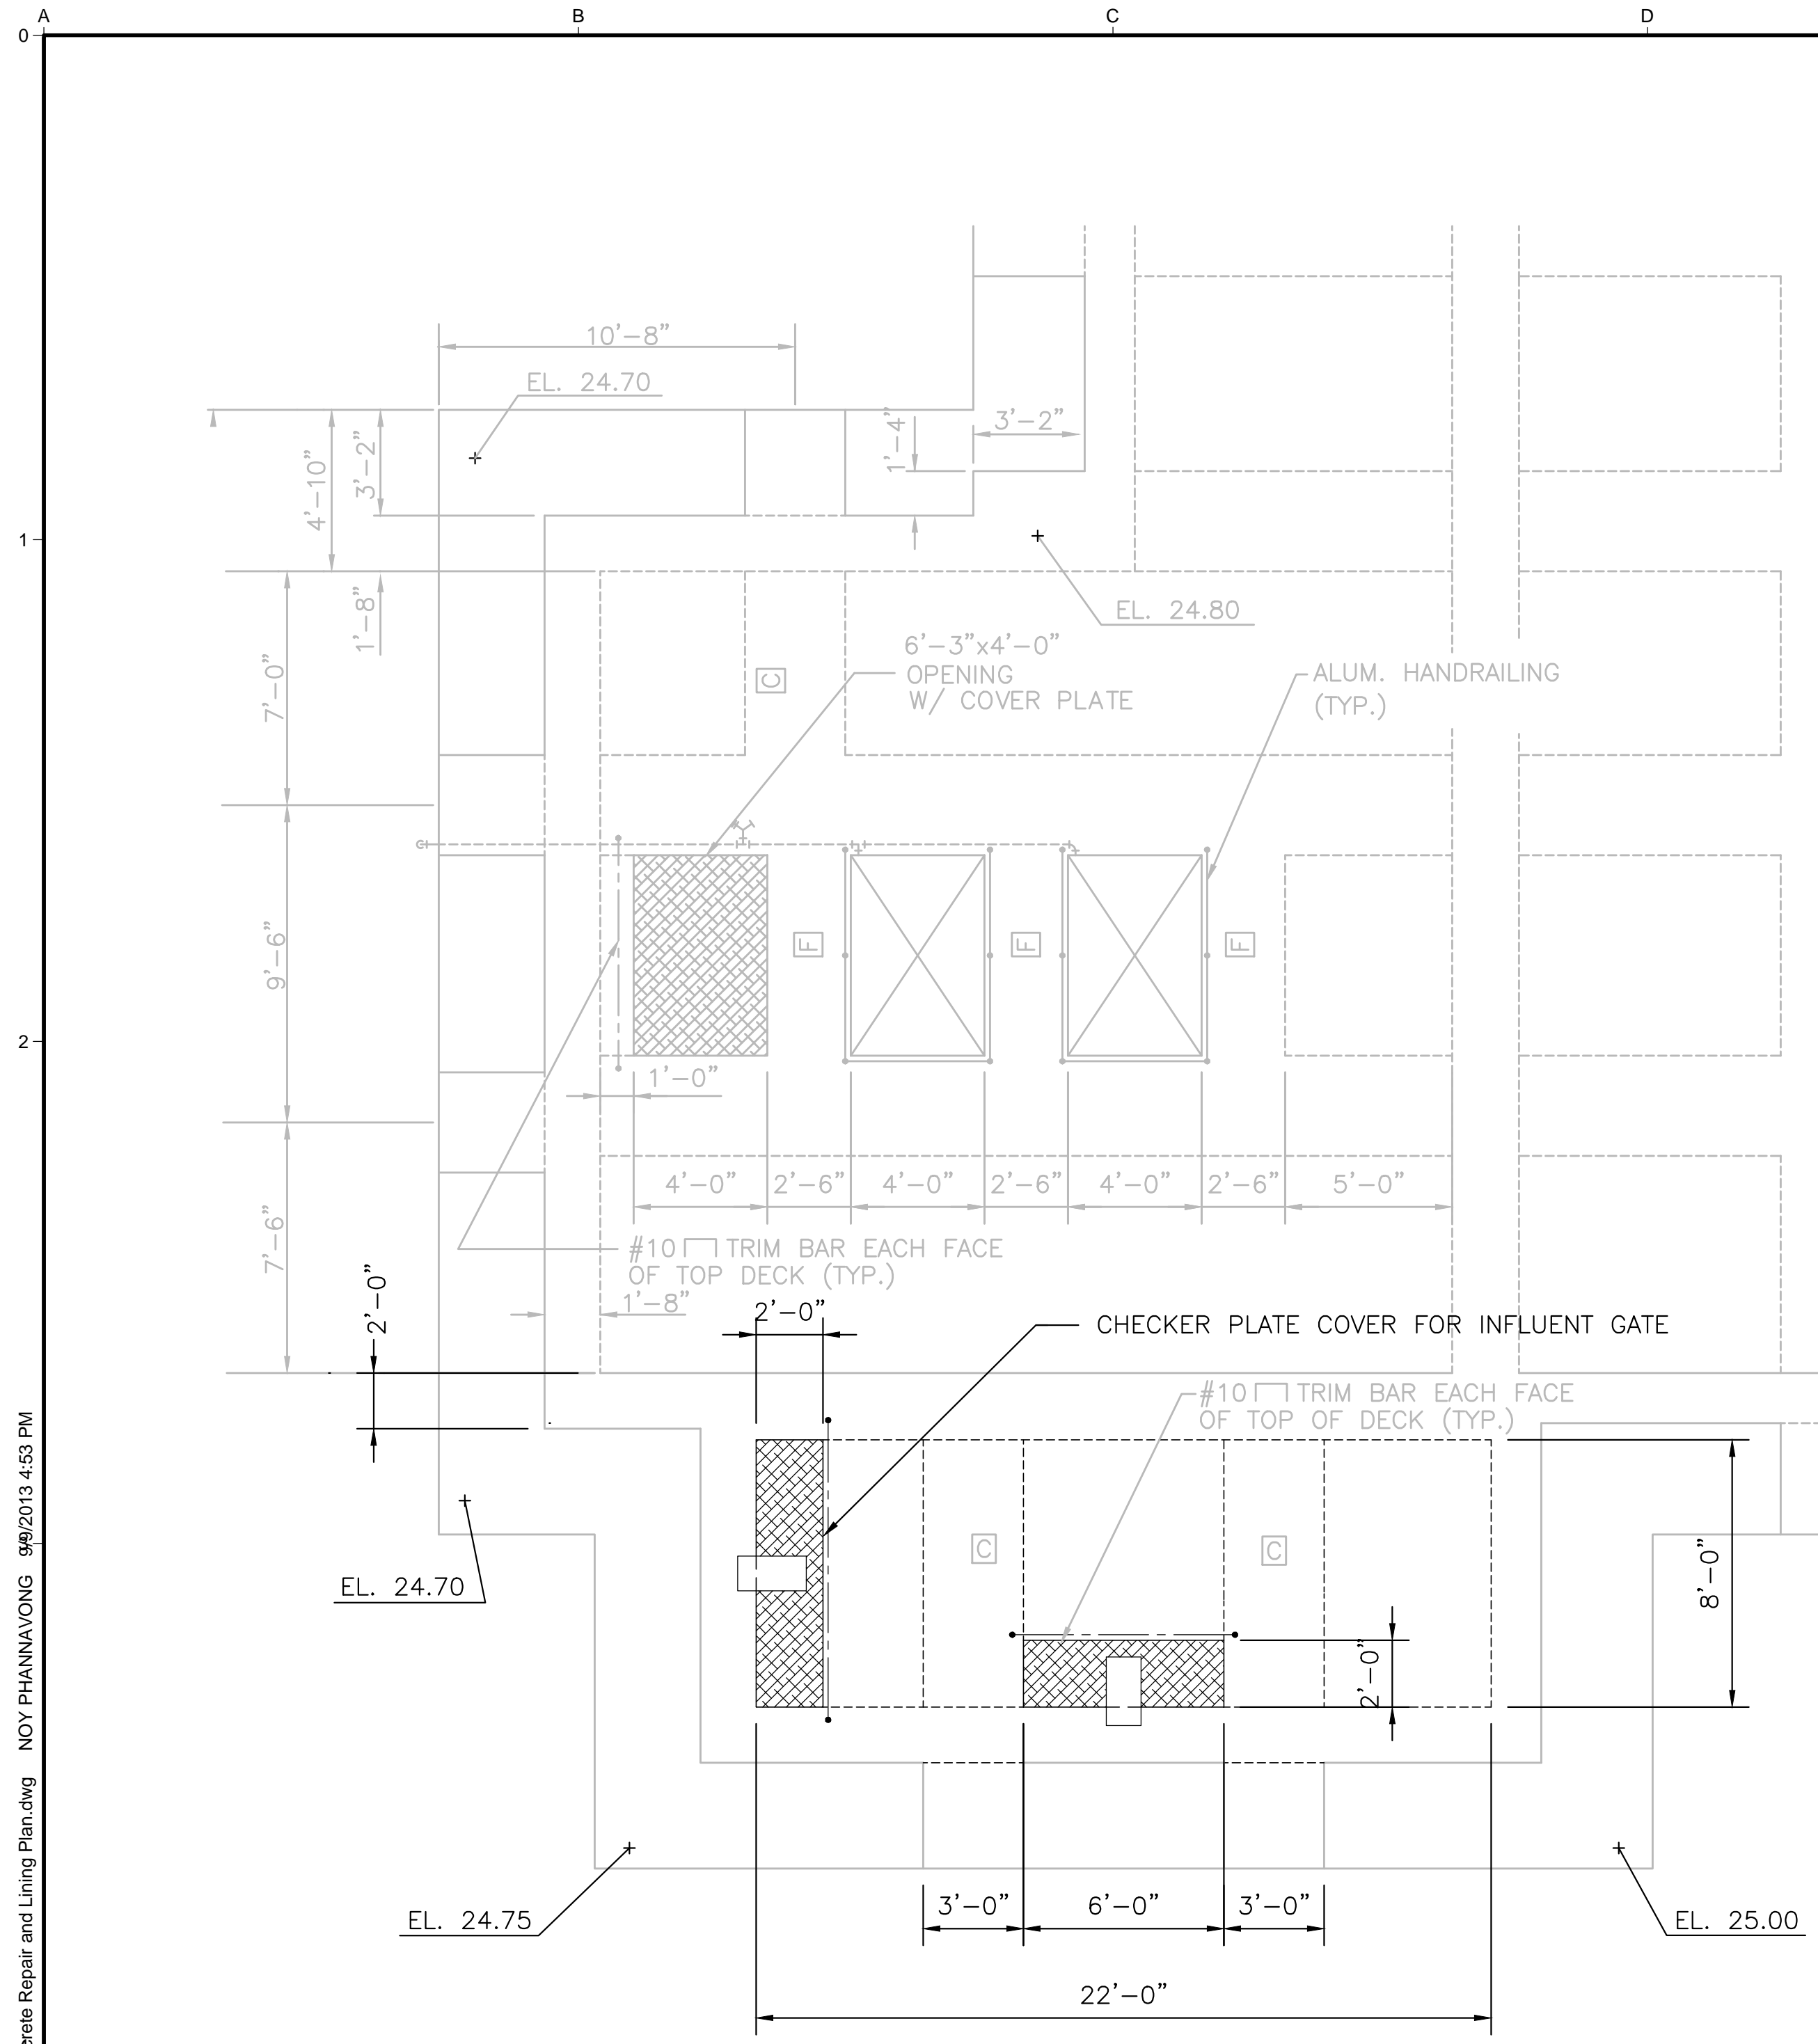 A B C D
0
10'-8"
EL. 24.70
1'-4"
3'-2"
3'-2"
4'-10"
1
EL. 24.80
1'-8"
6'-3"x4'-0"
OPENING
W/ COVER PLATE
C
ALUM. HANDRAILING
(TYP.)
7'-0"
F F F
9'-6"
2
1'-0"
4'-0" 2'-6" 4'-0" 2'-6" 4'-0" 2'-6" 5'-0"
7'-6"
#10 TRIM BAR EACH FACE
OF TOP DECK (TYP.)
1'-8"
2'-0"
2'-0"
CHECKER PLATE COVER FOR INFLUENT GATE
#10 TRIM BAR EACH FACE
OF TOP OF DECK (TYP.)
C C
8'-0"
EL. 24.70
2'-0"
EL. 24.75
3'-0" 6'-0" 3'-0"
EL. 25.00
22'-0"
Repair and Lining Plan.dwg NOY PHANNAVONG 9/9/2013 4:53 PM